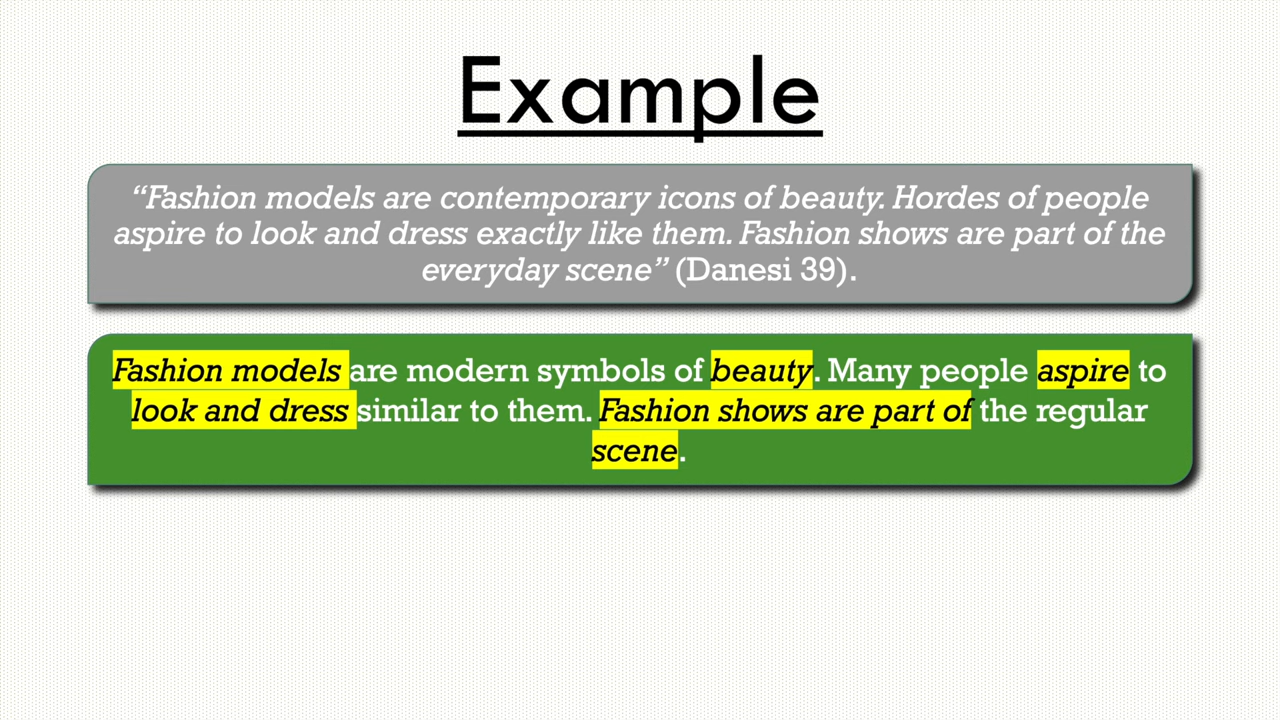 Example
“Fashion models are contemporary icons of beauty. Hordes of people
aspire to look and dress exactly like them. Fashion shows are part of the
everyday scene” (Danesi 39).
Fashion models are modern symbols of beauty. Many people aspire to
look and dress similar to them. Fashion shows are part of the regular
scene.